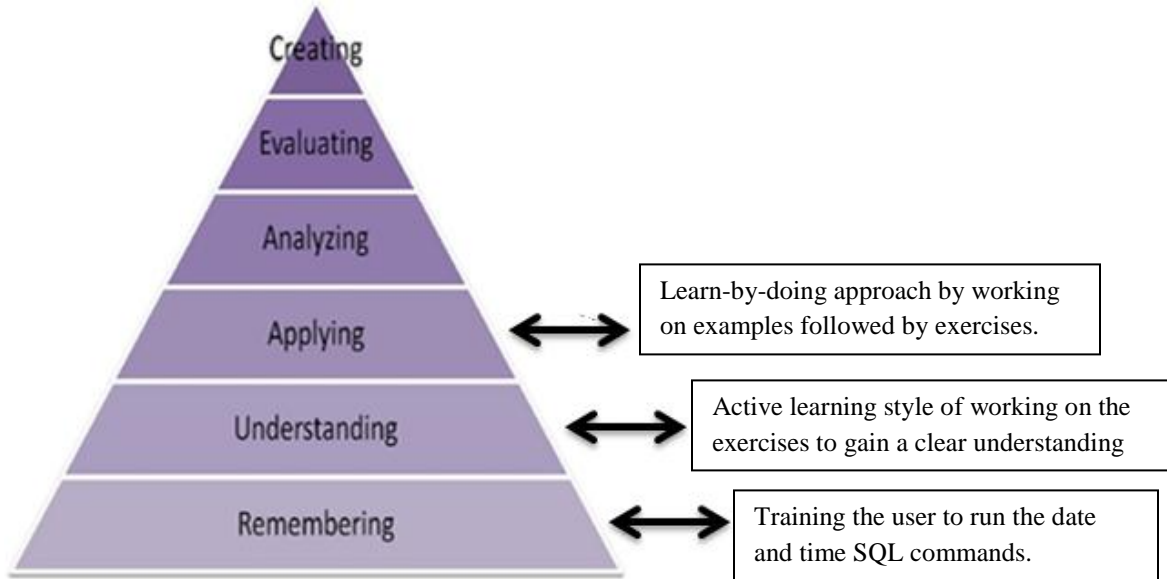 Creating
Evaluating
Analyzing
Applying
Understanding
Remembering
Learn-by-doing approach by working
on examples followed by exercises.
Active learning style of working on the
exercises to gain a clear understanding
Training the user to run the date
and time SQL commands.